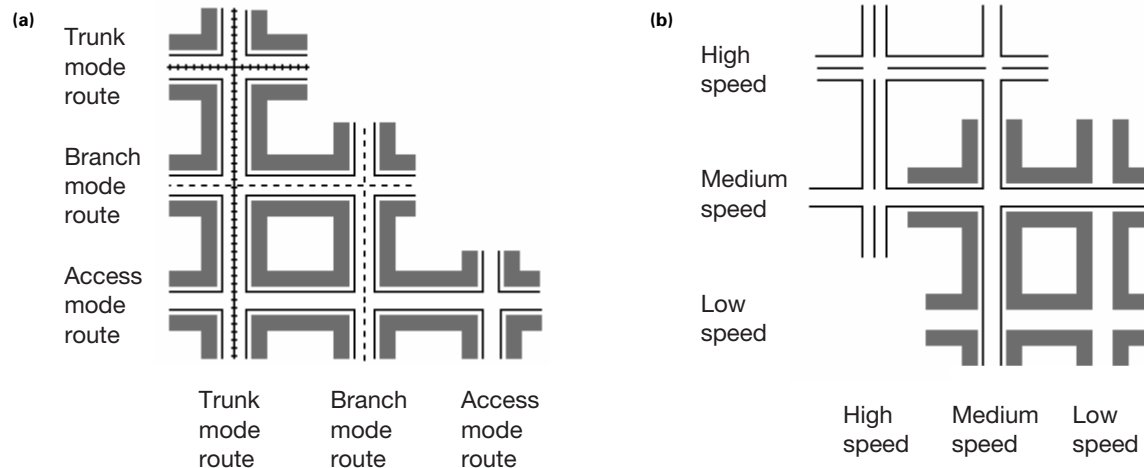 (a)
Trunk
mode
route
Branch
mode
route
Access
mode
route
Trunk
mode
route
Branch
mode
route
Access
mode
route
(b)
High
speed
Medium
speed
Low
speed
High
speed
Medium
speed
Low
speed